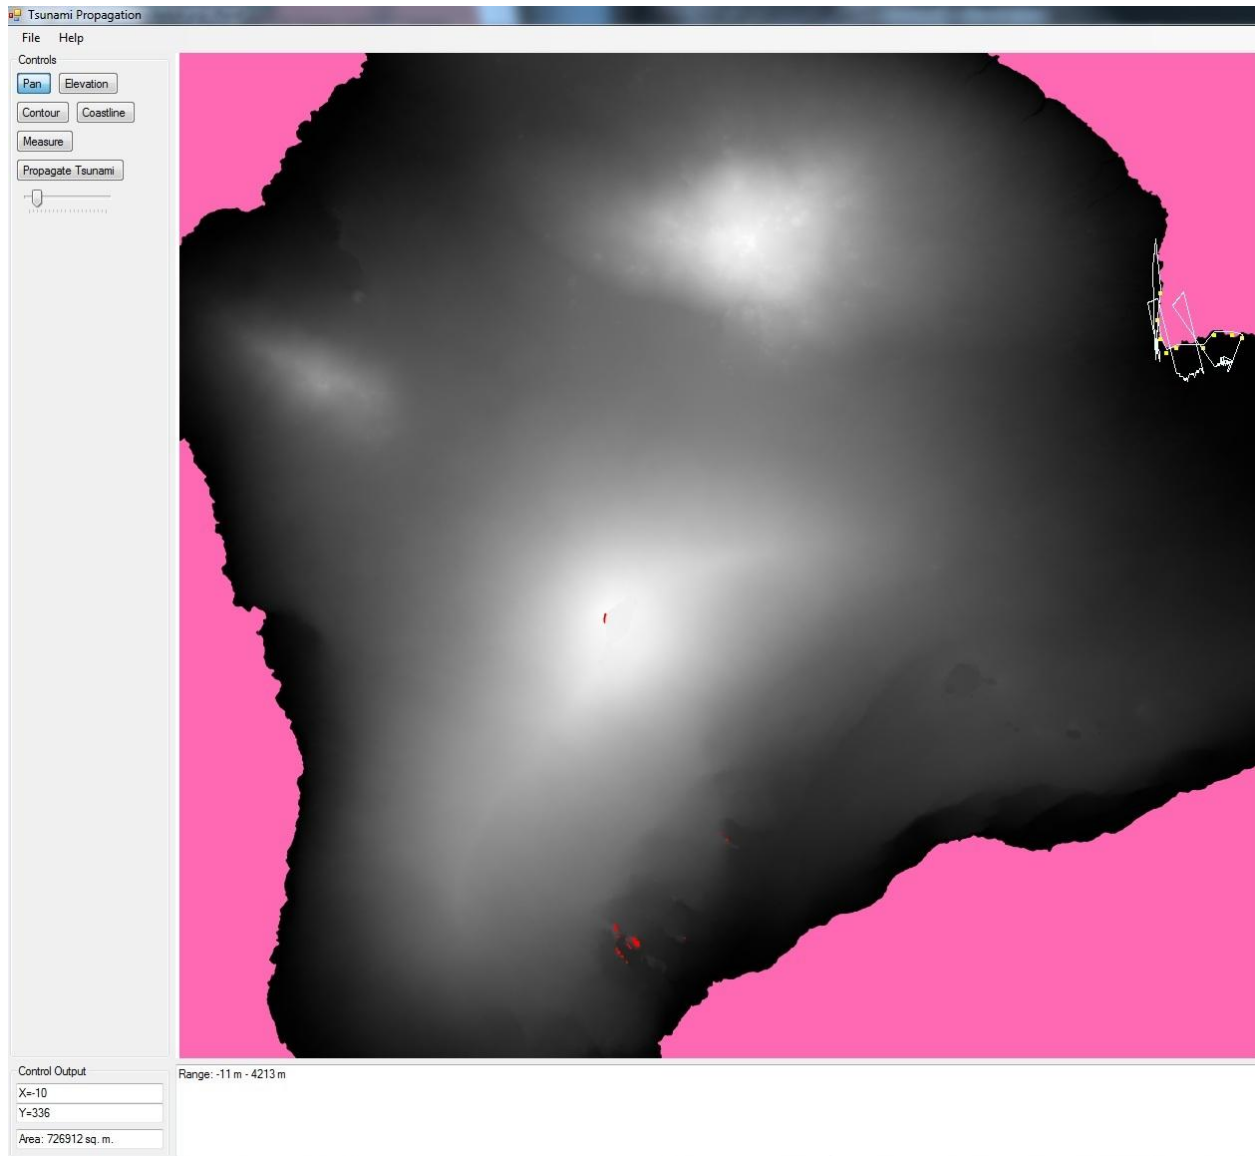 Tsunami Propagation
File Help
Controls
Pan Elevation
Contour Coastline
Measure
Propagate Tsunami
Control Output
X=-10
Y=336
Area: 726912 sq. m.
Range: -11 m - 4213 m